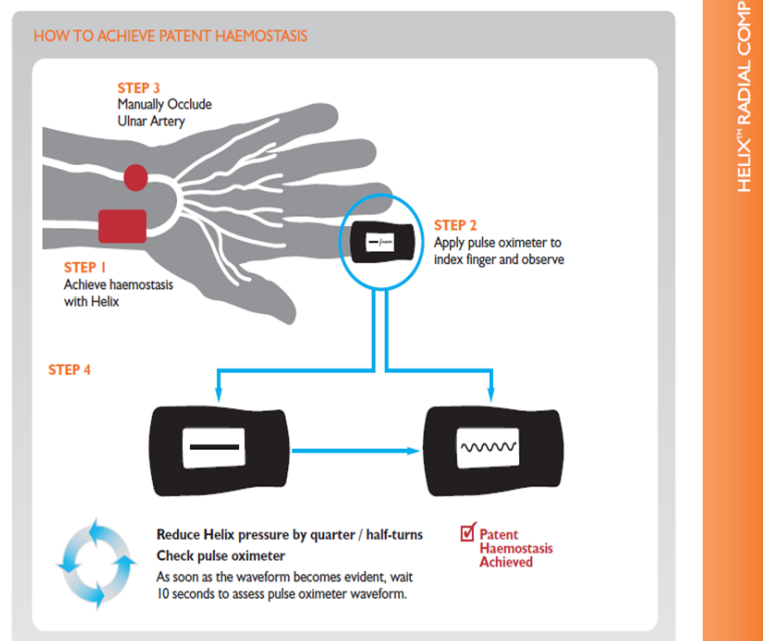 HOW TO ACHIEVE PATENT HAEMOSTASIS
STEP 3
Manually Occlude
Ulnar Artery
STEP 2
Apply pulse oximeter to
index finger and observe
STEP 1
Achieve haemostasis
with Helix
STEP 4
Reduce Helix pressure by quarter / half-turns
Check pulse oximeter
As soon as the waveform becomes evident, wait
10 seconds to assess pulse oximeter waveform.
Patent
Haemostasis
Achieved
HELIX™ RADIAL COMP